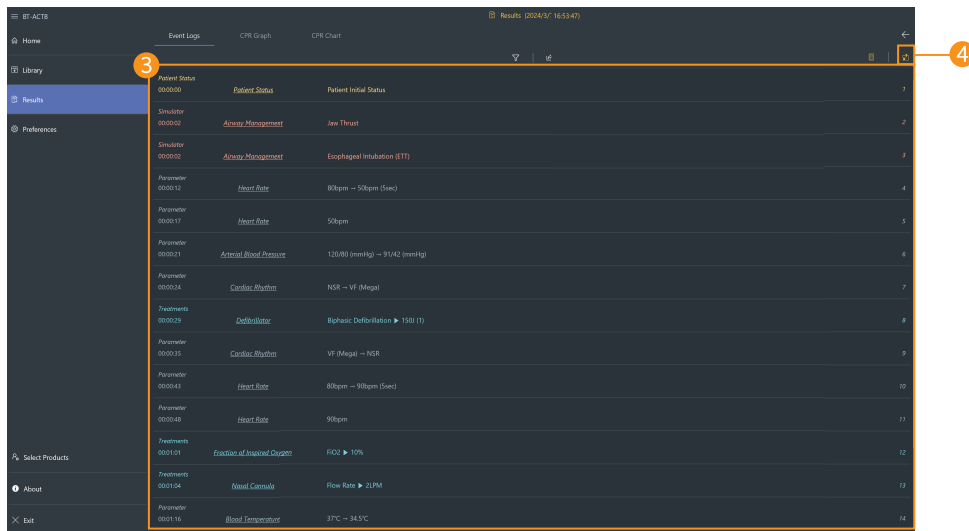 BT-ACTB
Results (2024/3/ 16:53:47)
Home
Library
Results
Preferences
Select Products
About
Exit
Event Logs CPR Graph CPR Chart
3
4
Patient Status
00:00:00 Patient Status Patient Initial Status 1
Simulator
00:00:02 Airway Management Jaw Thrust 2
Simulator
00:00:02 Airway Management Esophageal Intubation (ETT) 3
Parameter
00:00:12 Heart Rate 80bpm → 50bpm (5sec) 4
Parameter
00:00:17 Heart Rate 50bpm 5
Parameter
00:00:21 Arterial Blood Pressure 120/80 (mmHg) → 91/42 (mmHg) 6
Parameter
00:00:24 Cardiac Rhythm NSR → VF (Mega) 7
Treatments
00:00:29 Defibrillator Biphasic Defibrillation ▶ 150J (1) 8
Parameter
00:00:35 Cardiac Rhythm VF (Mega) → NSR 9
Parameter
00:00:43 Heart Rate 80bpm → 90bpm (5sec) 10
Parameter
00:00:48 Heart Rate 90bpm 11
Treatments
00:01:01 Fraction of Inspired Oxygen FiO2 ▶ 10% 12
Treatments
00:01:04 Nasal Cannula Flow Rate ▶ 2LPM 13
Parameter
00:01:16 Blood Temperature 37°C → 34.5°C 14